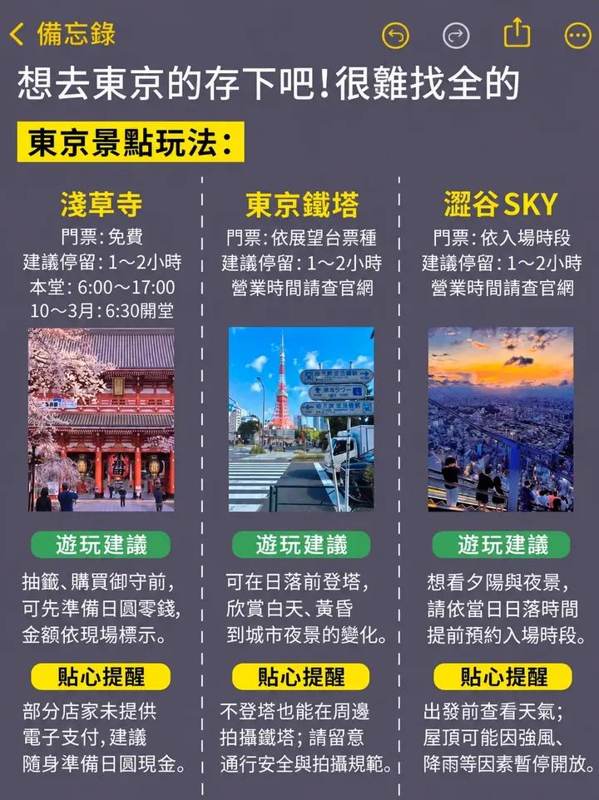 備忘錄
想去東京的存下吧!很難找全的
東京景點玩法:
淺草寺
門票:免費
建議停留:1~2小時
本堂:6:00~17:00
10~3月:6:30開堂
遊玩建議
抽籤、購買御守前,
可先準備日圓零錢,
金額依現場標示。
貼心提醒
部分店家未提供
電子支付,建議
隨身準備日圓現金。
東京鐵塔
門票:依展望台票種
建議停留:1~2小時
營業時間請查官網
遊玩建議
可在日落前登塔,
欣賞白天、黃昏
到城市夜景的變化。
貼心提醒
不登塔也能在周邊
拍攝鐵塔;請留意
通行安全與拍攝規範。
澀谷SKY
門票:依入場時段
建議停留:1~2小時
營業時間請查官網
遊玩建議
想看夕陽與夜景,
請依當日日落時間
提前預約入場時段。
貼心提醒
出發前查看天氣;
屋頂可能因強風、
降雨等因素暫停開放。